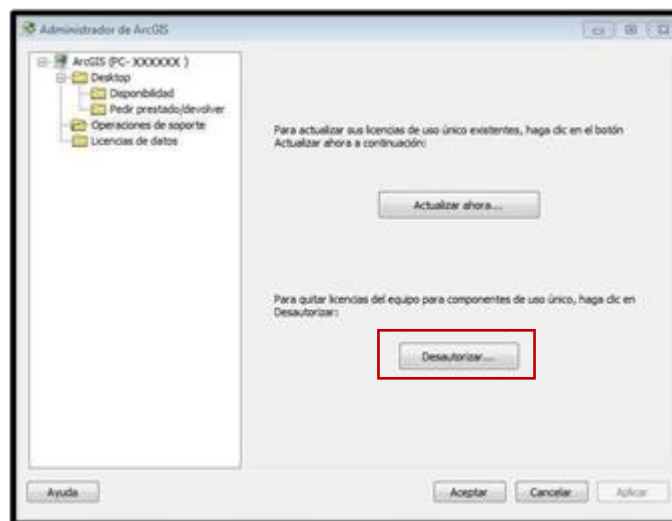 Administrador de ArcGIS
ArcGIS (PC- XXXXXXX )
Desktop
Disponibilidad
Pedir prestado/devolver
Operaciones de soporte
Licencias de datos
Para actualizar sus licencias de uso único existentes, haga clic en el botón
Actualizar ahora a continuación:
Actualizar ahora...
Para quitar licencias del equipo para componentes de uso único, haga clic en
Desautorizar:
Desautorizar...
Ayuda
Aceptar
Cancelar
Aplicar